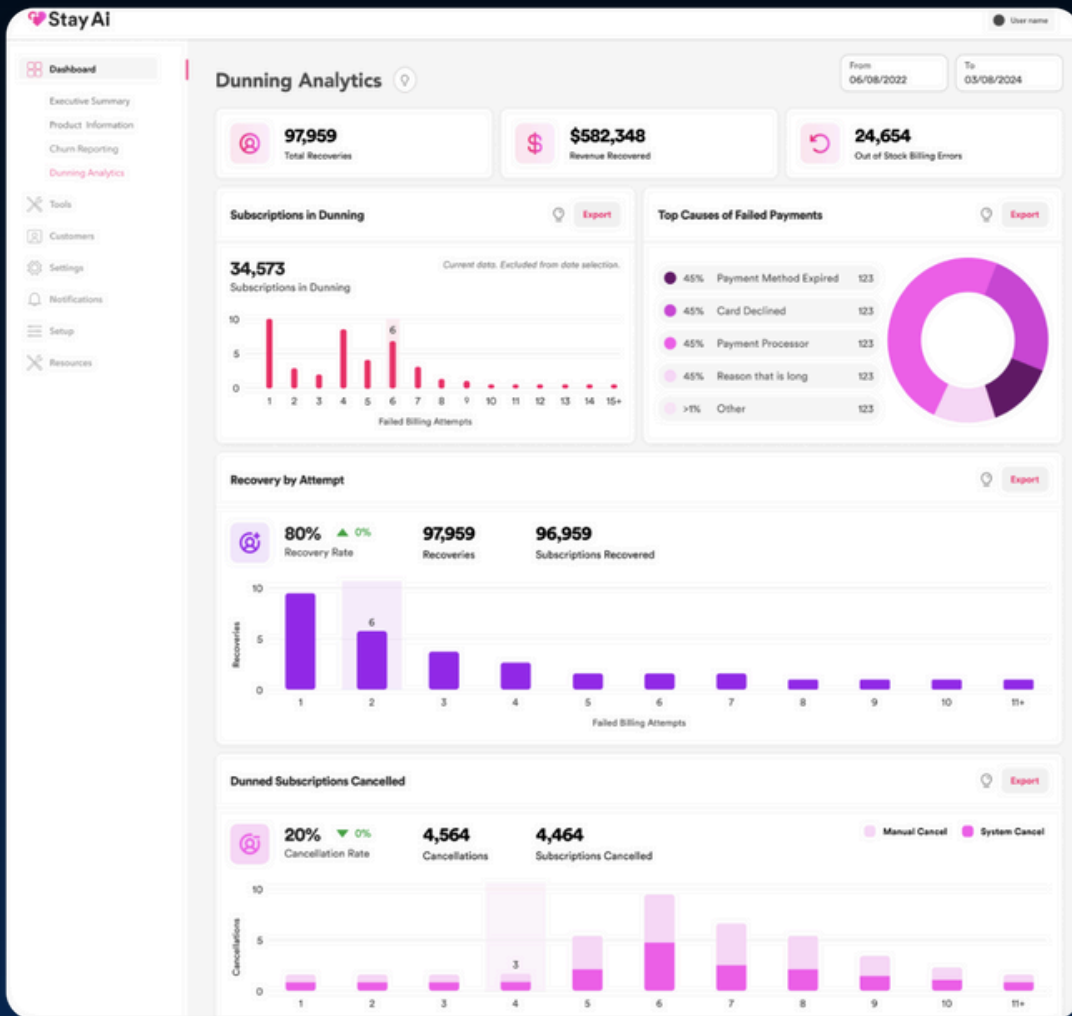 Stay Ai
User name
Dashboard
Executive Summary
Product Information
Churn Reporting
Dunning Analytics
Tools
Customers
Settings
Notifications
Setup
Resources
Dunning Analytics
From
06/08/2022
To
03/08/2024
97,959
Total Recoveries
$582,348
Revenue Recovered
24,654
Out of Stock Billing Errors
Subscriptions in Dunning
Export
34,573
Subscriptions in Dunning
Current data. Excluded from date selection.
10
5
0
6
1 2 3 4 5 6 7 8 9 10 11 12 13 14 15+
Failed Billing Attempts
Top Causes of Failed Payments
Export
45% Payment Method Expired 123
45% Card Declined 123
45% Payment Processor 123
45% Reason that is long 123
>1% Other 123
Recovery by Attempt
Export
80% 0%
Recovery Rate
97,959
Recoveries
96,959
Subscriptions Recovered
Recoveries
10
5
0
6
1 2 3 4 5 6 7 8 9 10 11+
Failed Billing Attempts
Dunned Subscriptions Cancelled
Export
20% 0%
Cancellation Rate
4,564
Cancellations
4,464
Subscriptions Cancelled
Manual Cancel System Cancel
Cancellations
10
5
0
3
1 2 3 4 5 6 7 8 9 10 11+